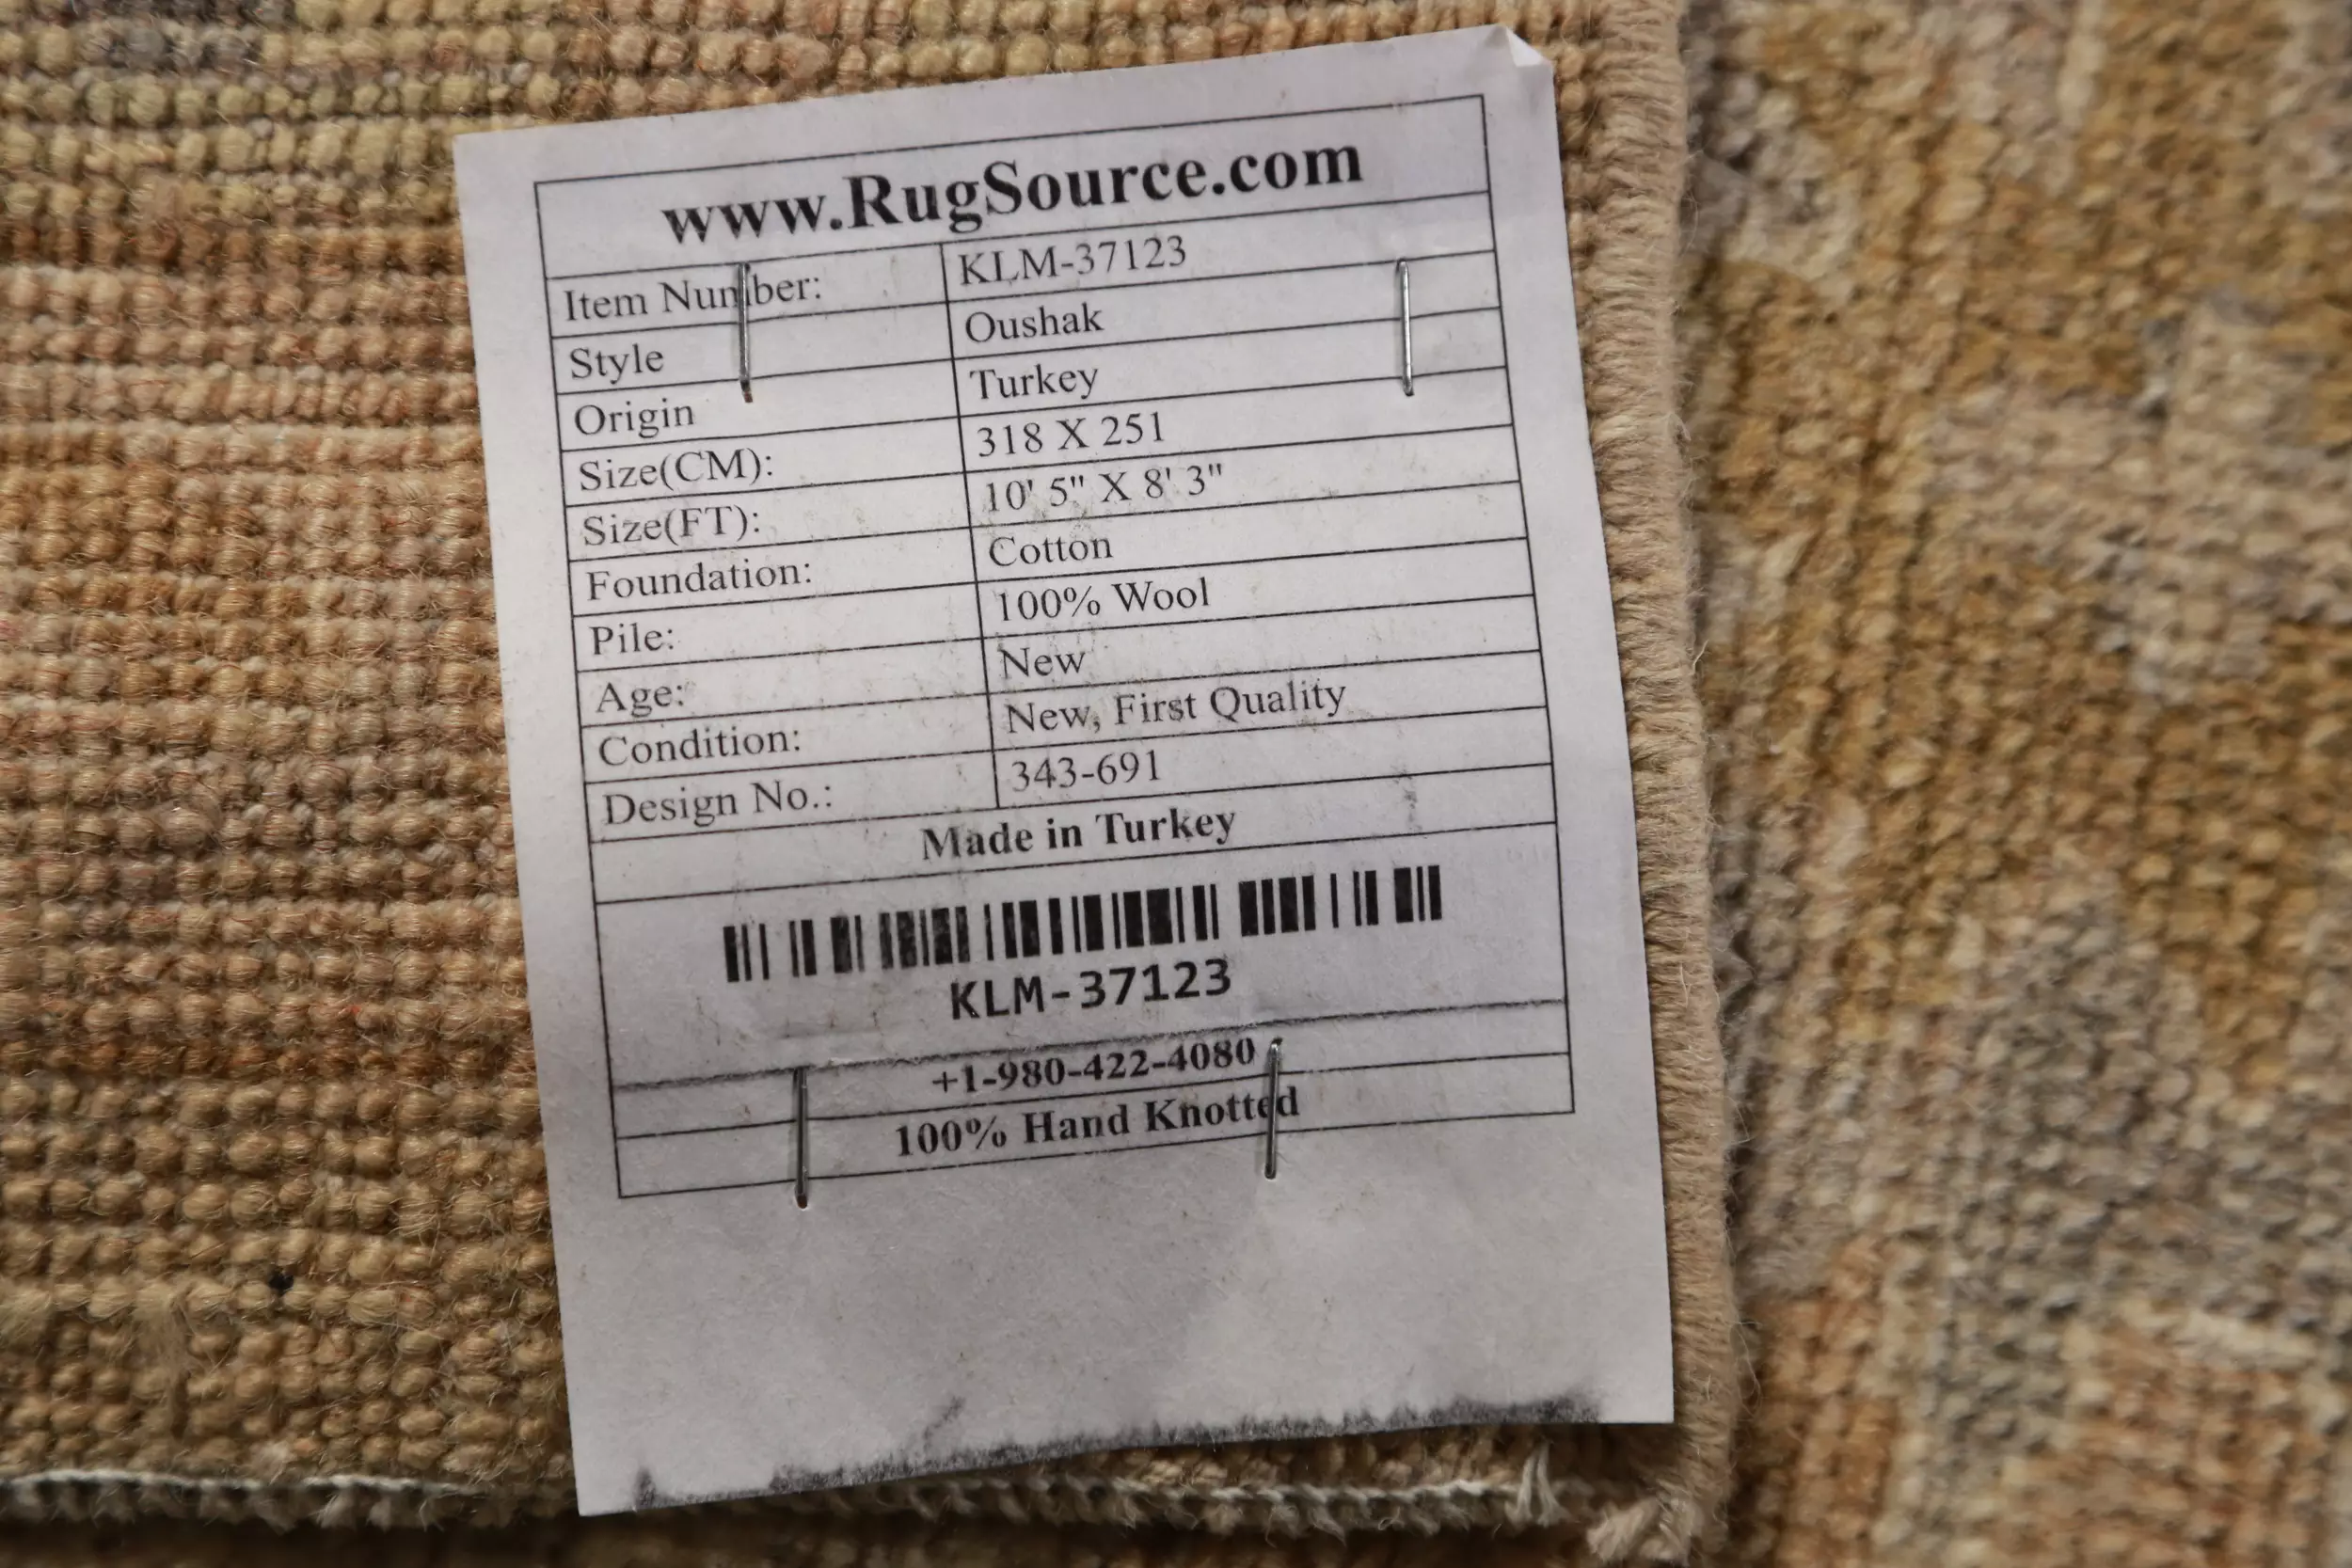 www.RugSource.com
Item Number: KLM-37123
Style Oushak
Origin Turkey
Size(CM): 318 X 251
Size(FT): 10' 5" X 8' 3"
Foundation: Cotton
Pile: 100% Wool
Age: New
Condition: New, First Quality
Design No.: 343-691
Made in Turkey
KLM-37123
+1-980-422-4080
100% Hand Knotted